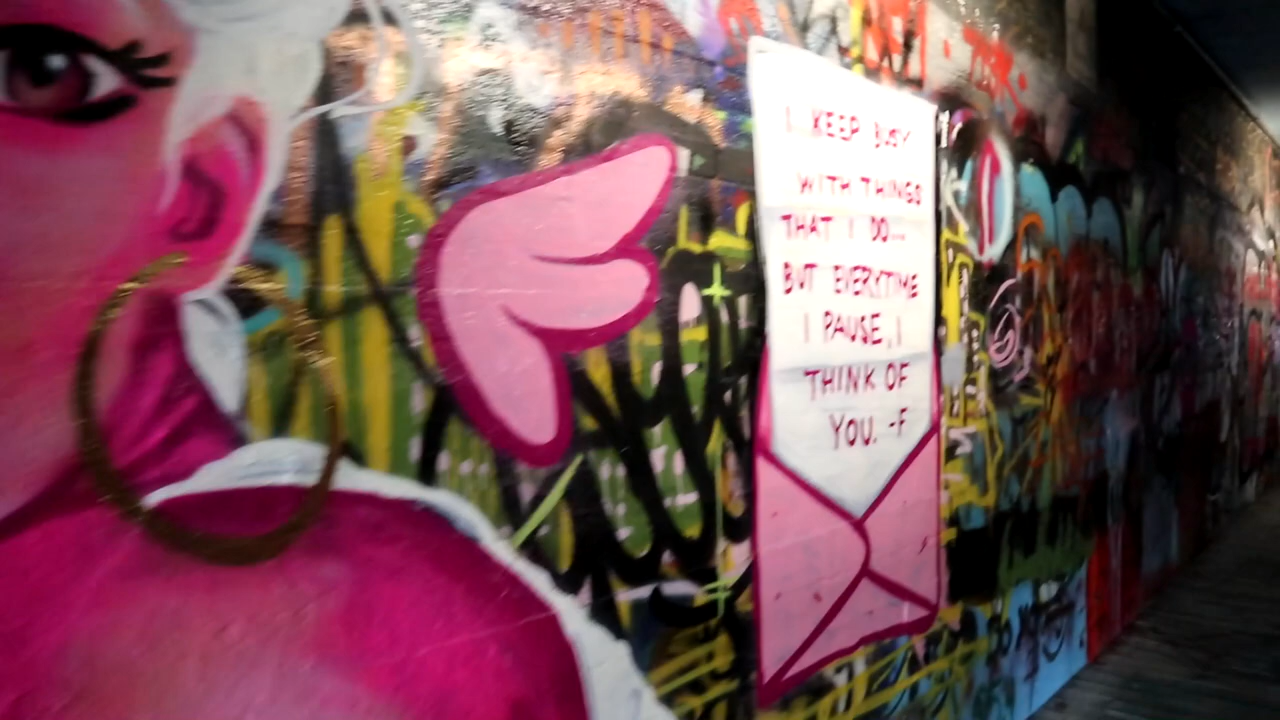 I KEEP BUSY
WITH THINGS
THAT I DO...
BUT EVERYTIME
I PAUSE, I
THINK OF
YOU. -F